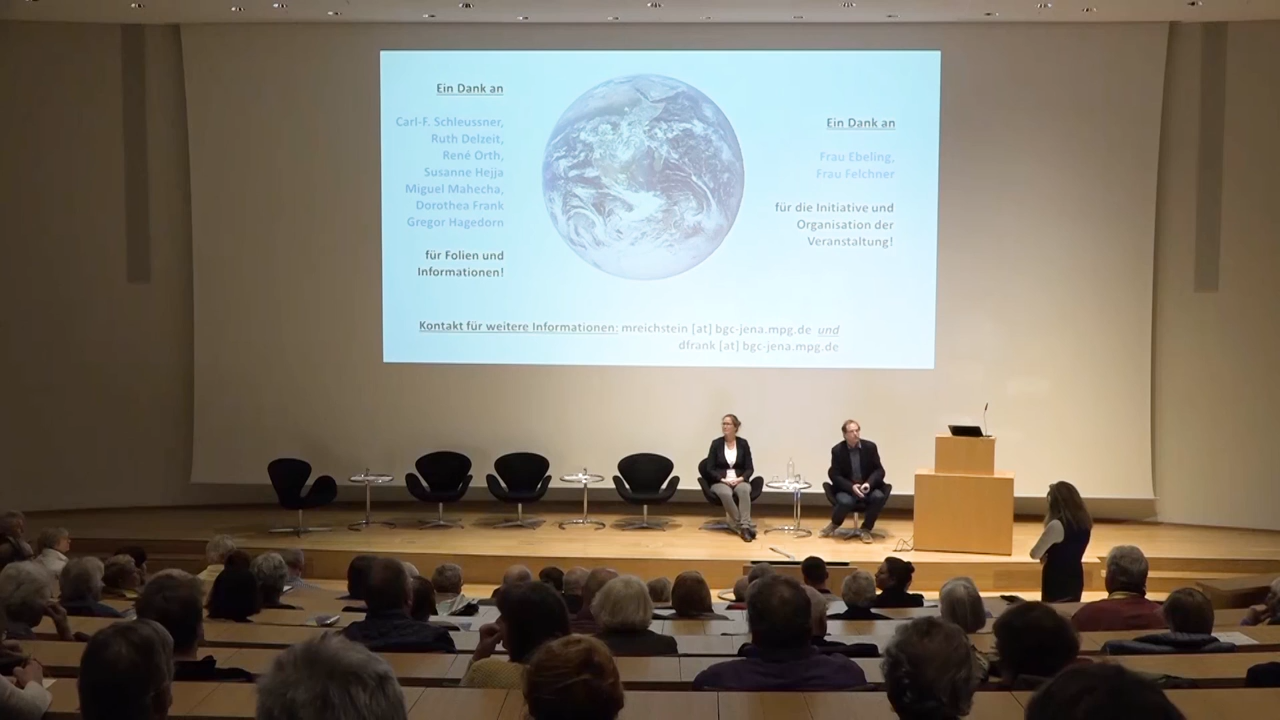 Ein Dank an
Carl-F. Schleussner,
Ruth Delzeit,
René Orth,
Susanne Hejja
Miguel Mahecha,
Dorothea Frank
Gregor Hagedorn
für Folien und
Informationen!
Ein Dank an
Frau Ebeling,
Frau Felchner
für die Initiative und
Organisation der
Veranstaltung!
Kontakt für weitere Informationen: mreichstein [at] bgc-jena.mpg.de und
dfrank [at] bgc-jena.mpg.de